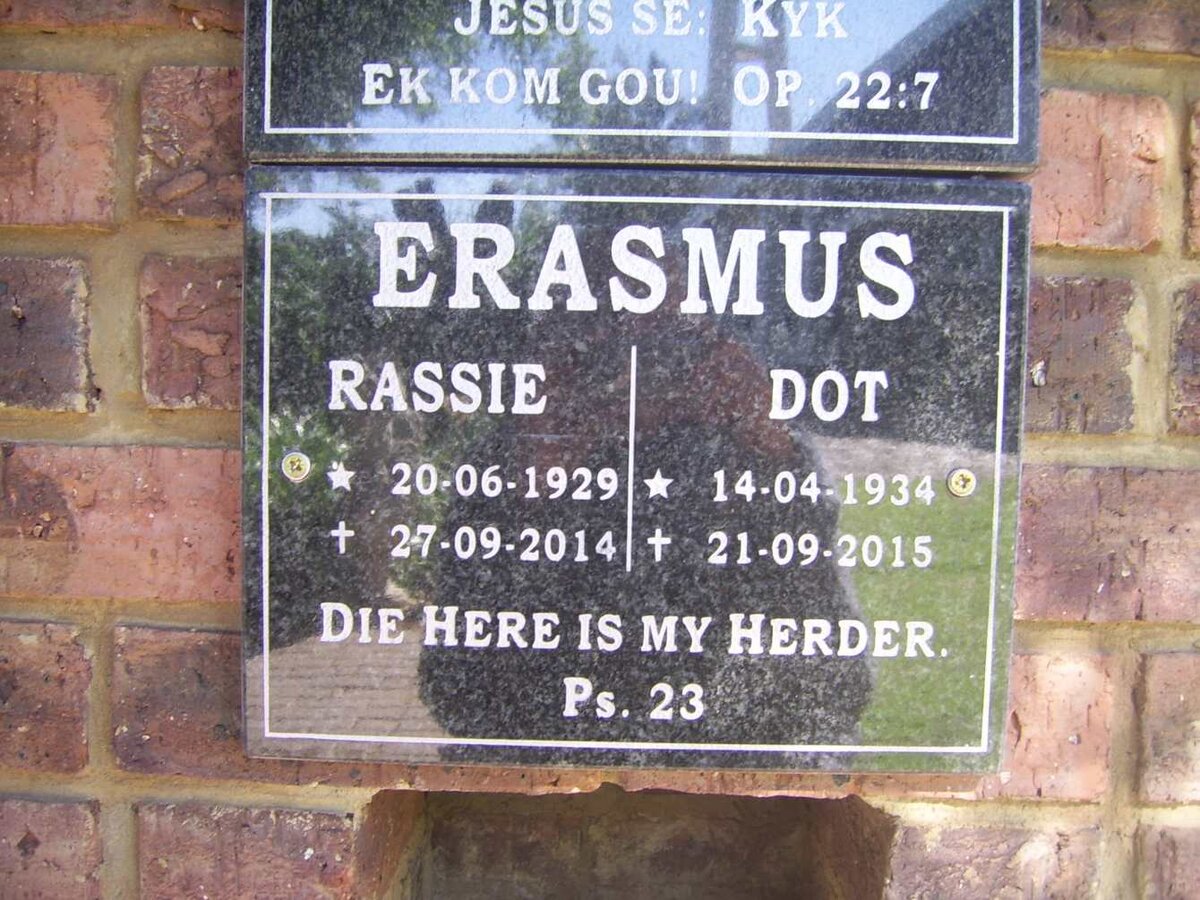 JESUS SE: KYK
EK KOM GOU! OP. 22:7
ERASMUS
RASSIE DOT
★ 20-06-1929 ★ 14-04-1934
✝ 27-09-2014 ✝ 21-09-2015
DIE HERE IS MY HERDER.
PS. 23